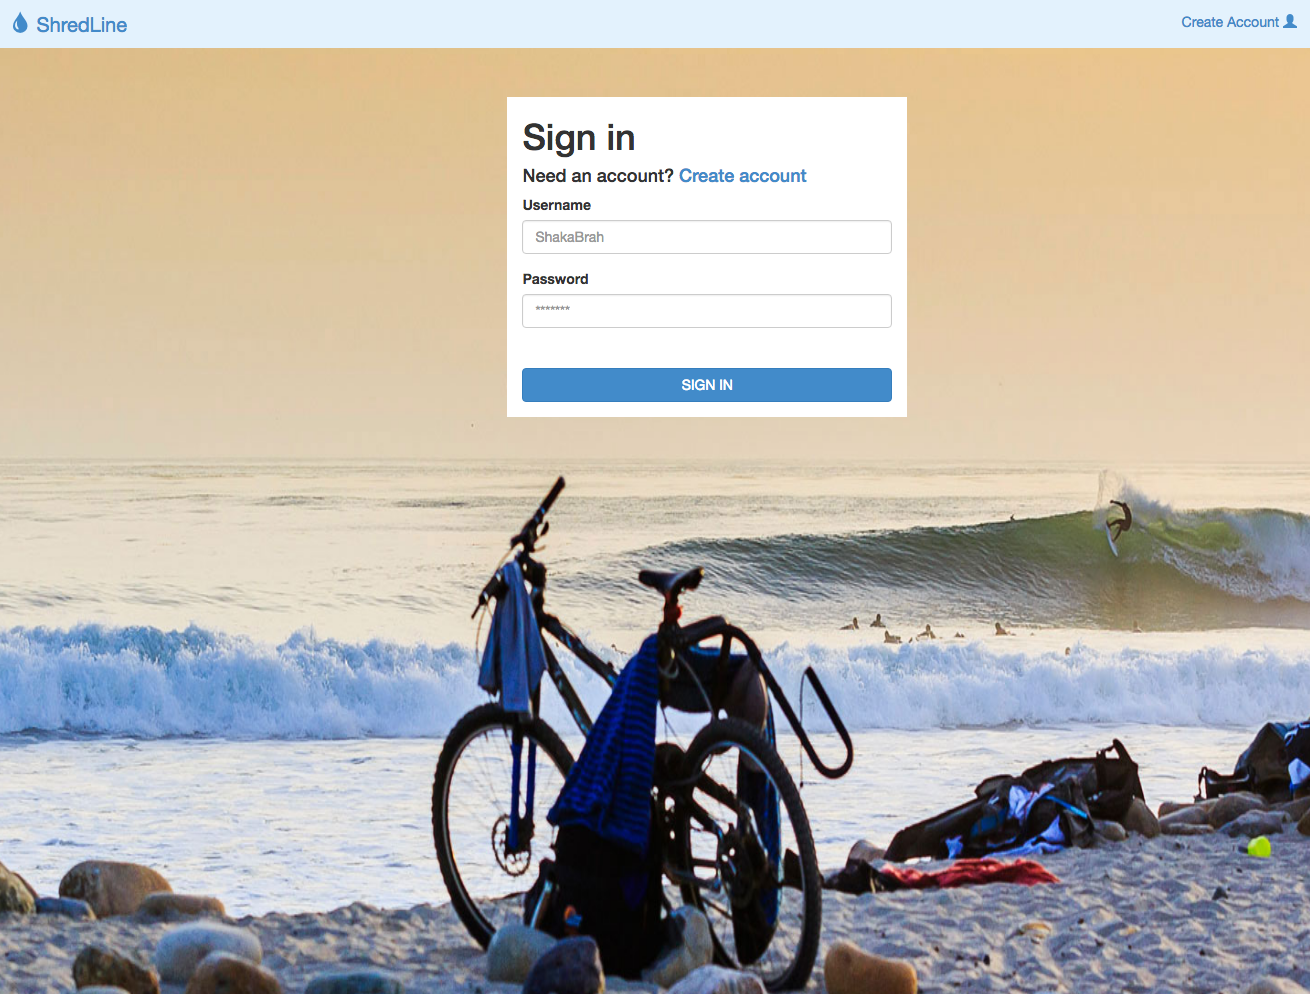 ShredLine
Create Account
Sign in
Need an account? Create account
Username
ShakaBrah
Password
*******
SIGN IN